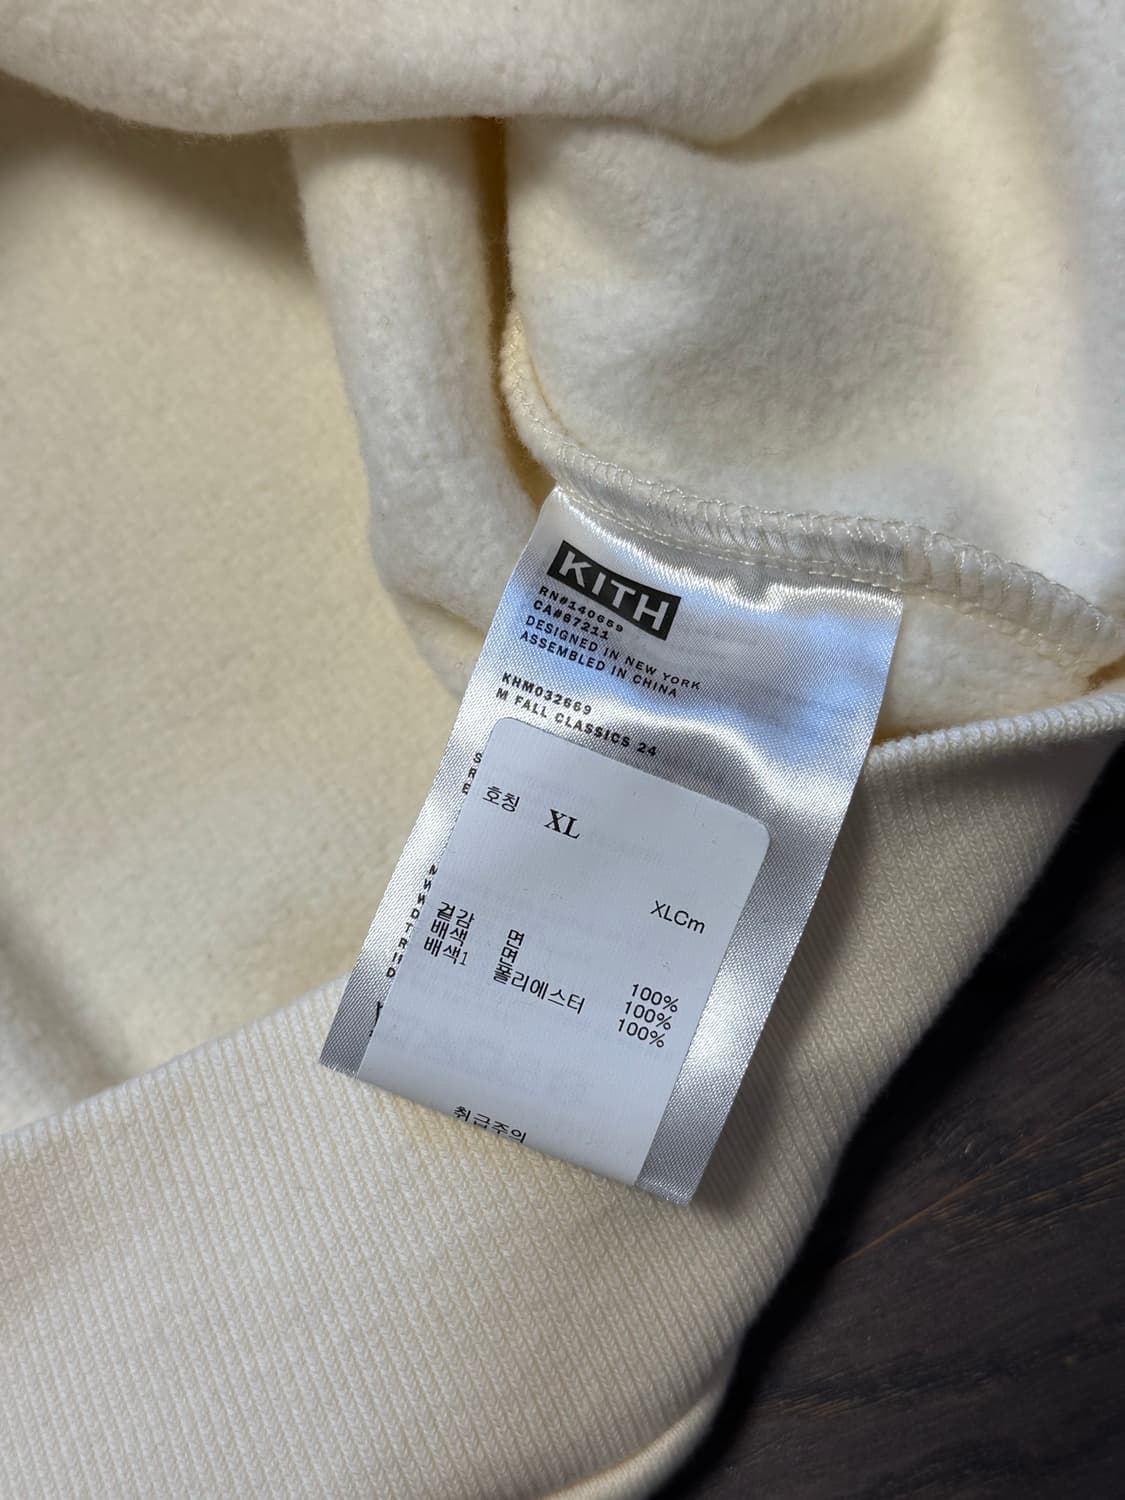 KITH
RN#140659
CA#67211
DESIGNED IN NEW YORK
ASSEMBLED IN CHINA
KHM032669
M FALL CLASSICS 24
호칭 XL
XLCm
겉감 면 100%
배색 면 100%
배색1 폴리에스터 100%
취급주의